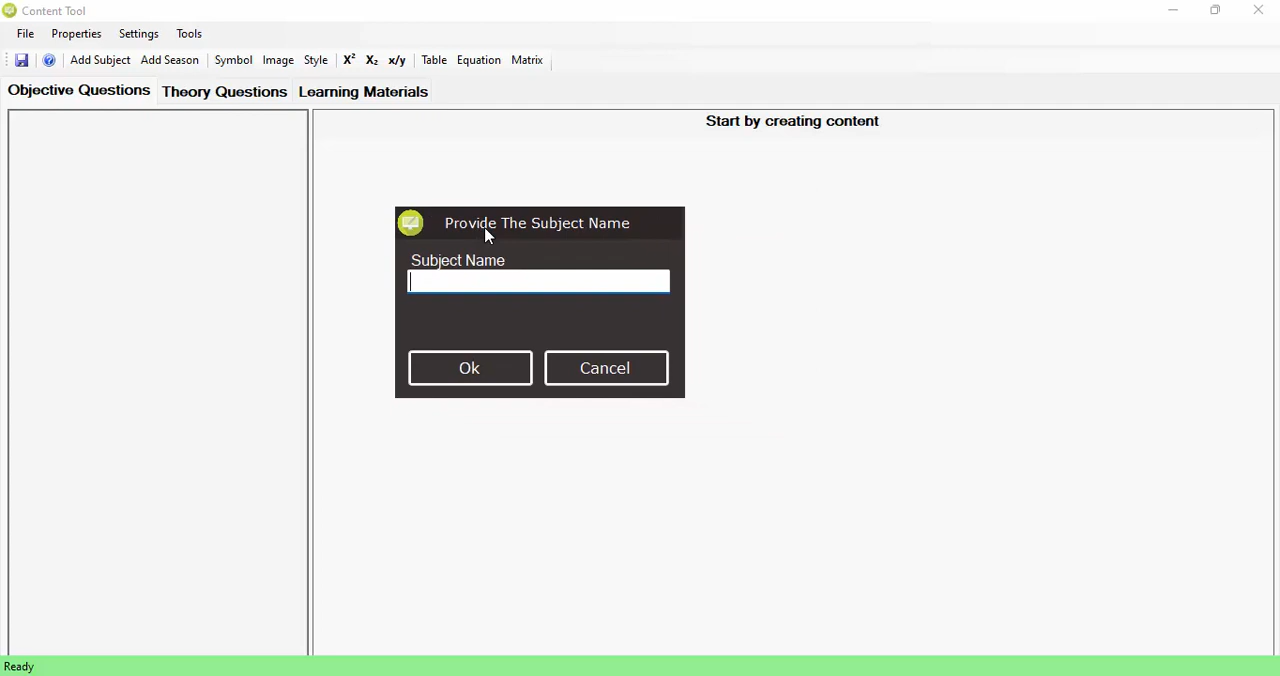 Content Tool
File Properties Settings Tools
Add Subject Add Season Symbol Image Style X² X₂ x/y Table Equation Matrix
Objective Questions Theory Questions Learning Materials
Start by creating content
Provide The Subject Name
Subject Name
Ok Cancel
Ready